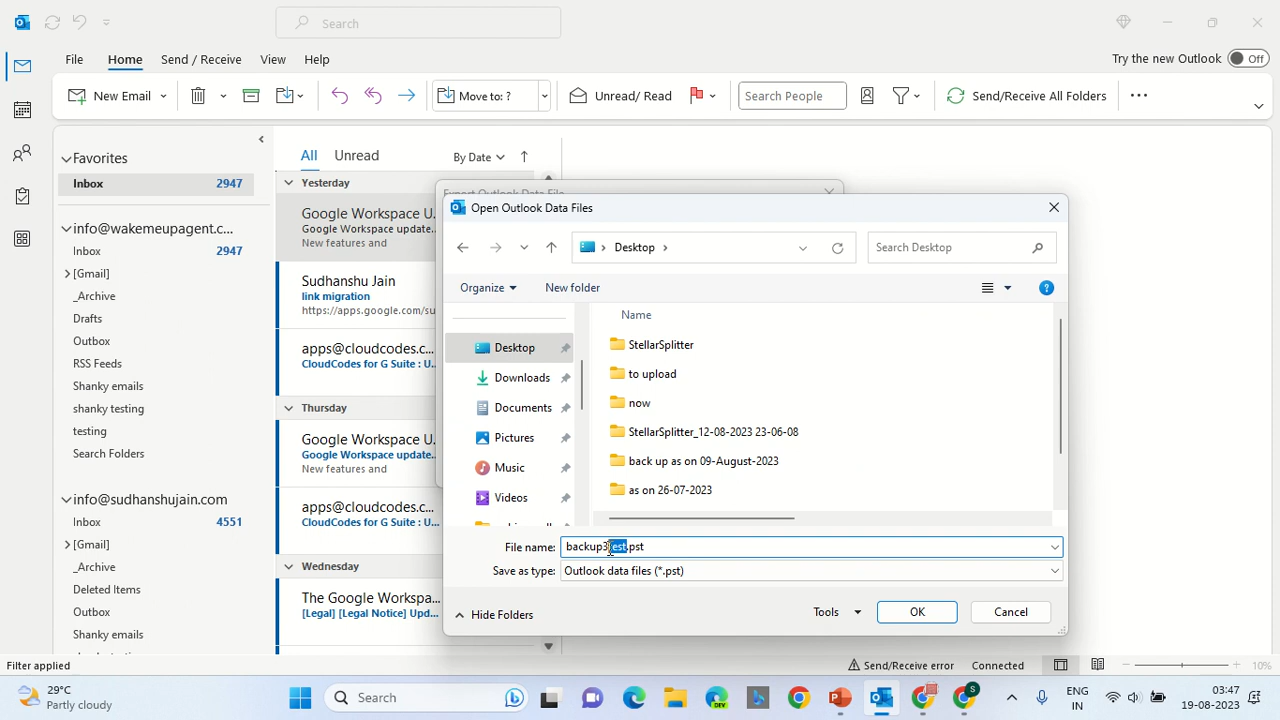 Search
File Home Send / Receive View Help
Try the new Outlook Off
New Email
Move to: ?
Unread/ Read
Search People
Send/Receive All Folders
Favorites
Inbox 2947
info@wakemeupagent.c...
Inbox 2947
[Gmail]
_Archive
Drafts
Outbox
RSS Feeds
Shanky emails
shanky testing
testing
Search Folders
info@sudhanshujain.com
Inbox 4551
[Gmail]
_Archive
Deleted Items
Outbox
Shanky emails
All Unread By Date
Yesterday
Google Workspace U...
Google Workspace update...
New features and
Sudhanshu Jain
link migration
https://apps.google.com/su
apps@cloudcodes.c...
CloudCodes for G Suite : U...
Thursday
Google Workspace U...
Google Workspace update...
New features and
apps@cloudcodes.c...
CloudCodes for G Suite : U...
Wednesday
The Google Workspa...
[Legal] [Legal Notice] Upd...
Export Outlook Data File
Open Outlook Data Files
Desktop
Search Desktop
Organize New folder
Desktop
Downloads
Documents
Pictures
Music
Videos
Name
StellarSplitter
to upload
now
StellarSplitter_12-08-2023 23-06-08
back up as on 09-August-2023
as on 26-07-2023
File name: backup3test.pst
Save as type: Outlook data files (*.pst)
Hide Folders
Tools OK Cancel
Filter applied
Send/Receive error Connected 10%
29°C
Partly cloudy
Search
DEV
S
ENG
IN
03:47
19-08-2023